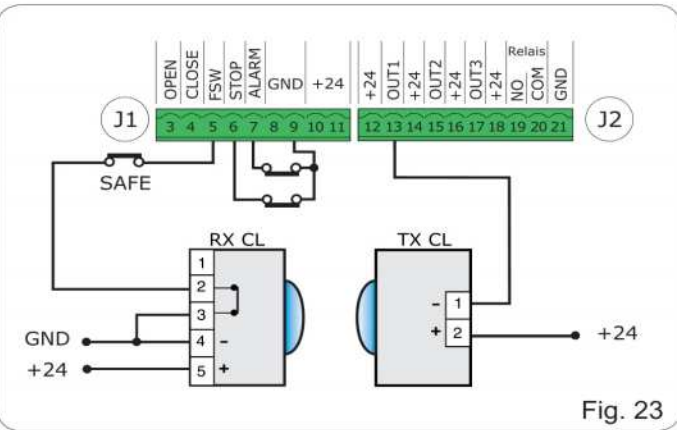 OPEN CLOSE FSW STOP ALARM GND +24
+24 OUT1 +24 OUT2 +24 OUT3 +24 Relais NO COM GND
J1 3 4 5 6 7 8 9 10 11
12 13 14 15 16 17 18 19 20 21 J2
SAFE
RX CL
1
2
3
GND 4 -
+24 5 +
TX CL
- 1
+ 2 +24
Fig. 23